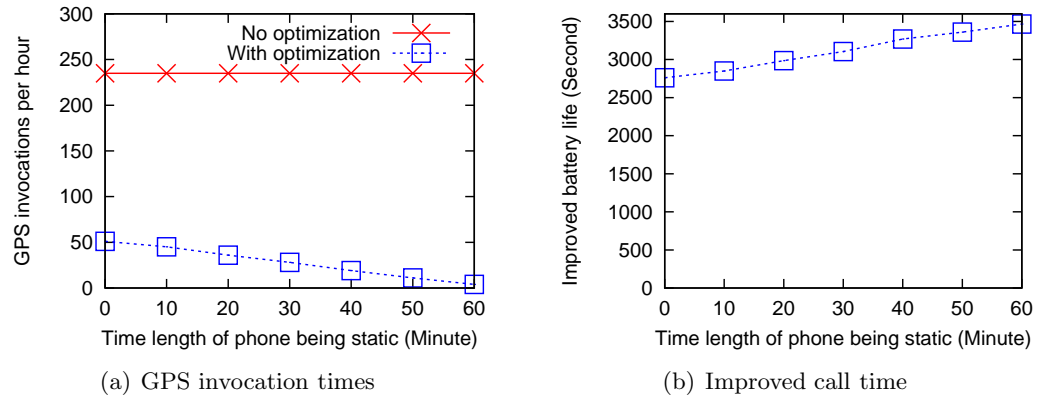 300
250
200
150
100
50
0
GPS invocations per hour
No optimization
With optimization
0 10 20 30 40 50 60
Time length of phone being static (Minute)
(a) GPS invocation times
3500
3000
2500
3000
1500
1000
500
0
Improved battery life (Second)
0 10 20 30 40 50 60
Time length of phone being static (Minute)
(b) Improved call time